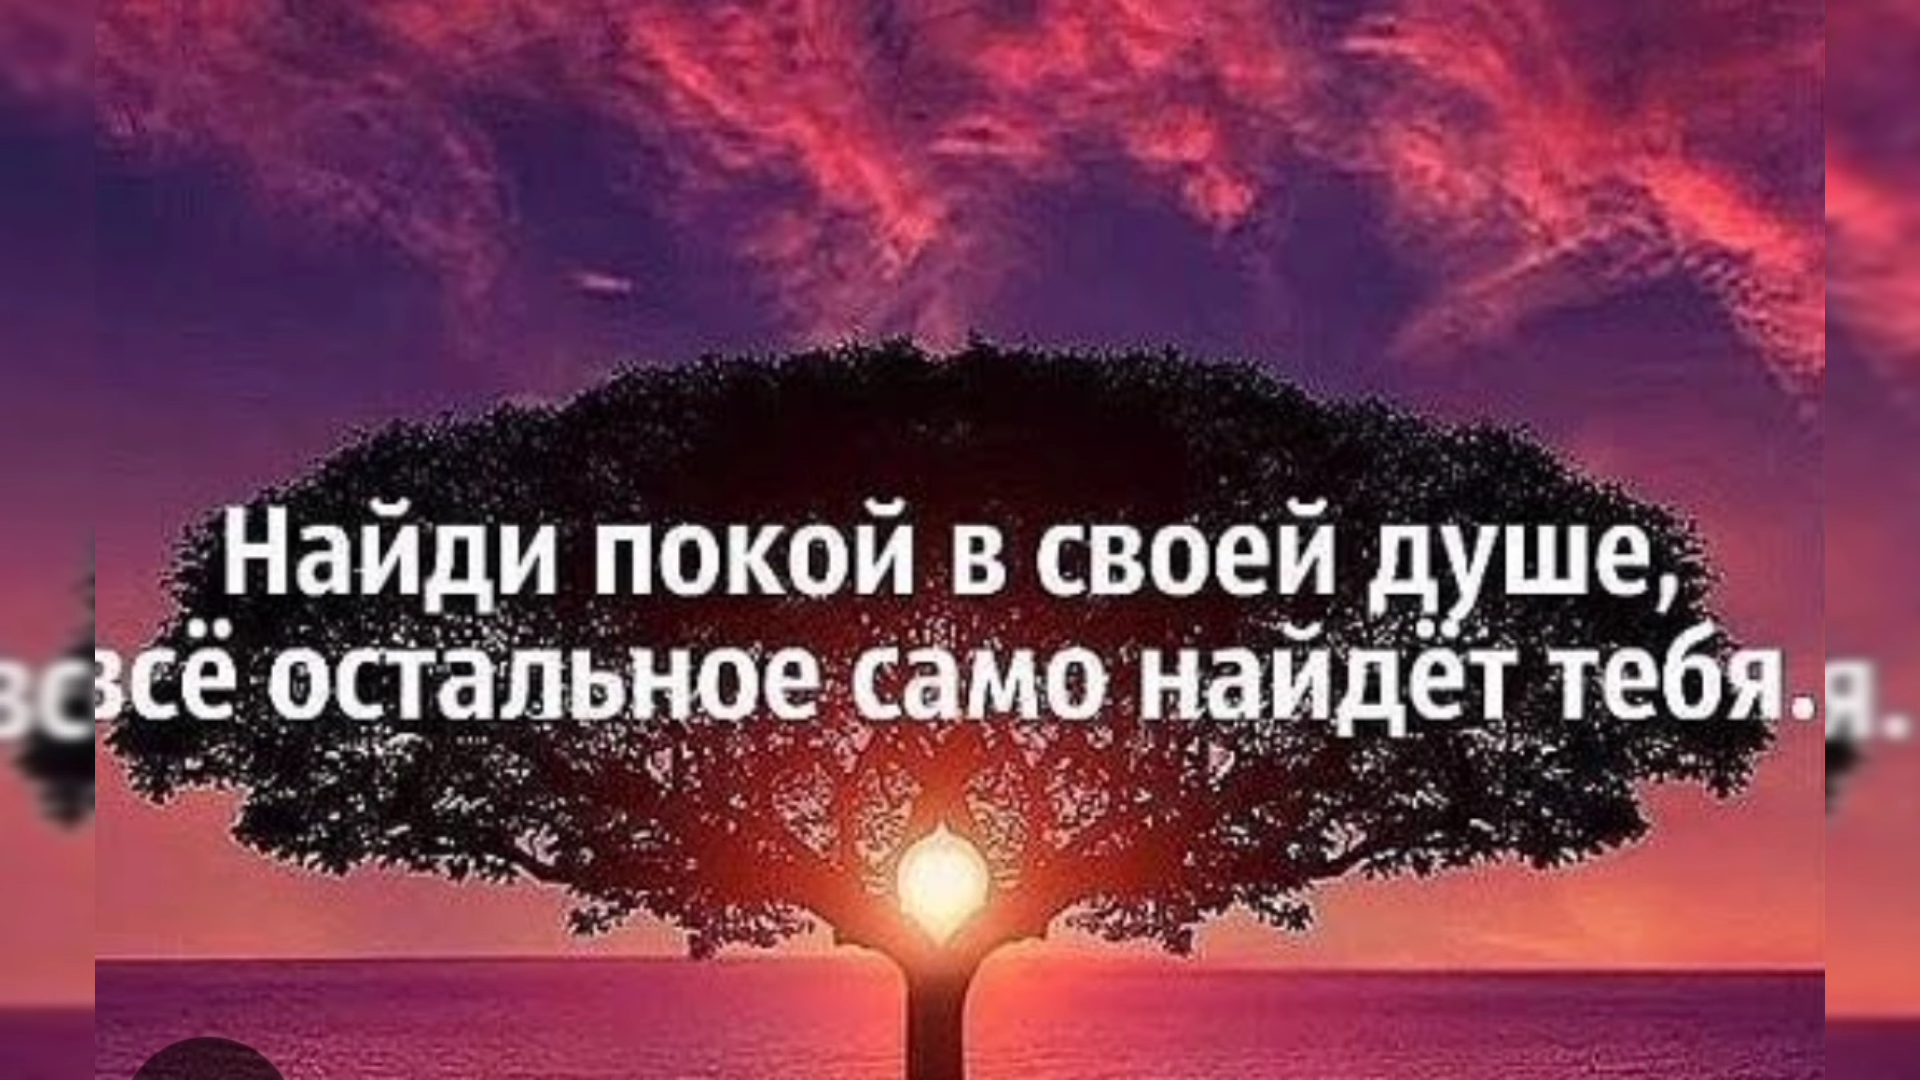 Найди покой в своей душе,
всё остальное само найдёт тебя.